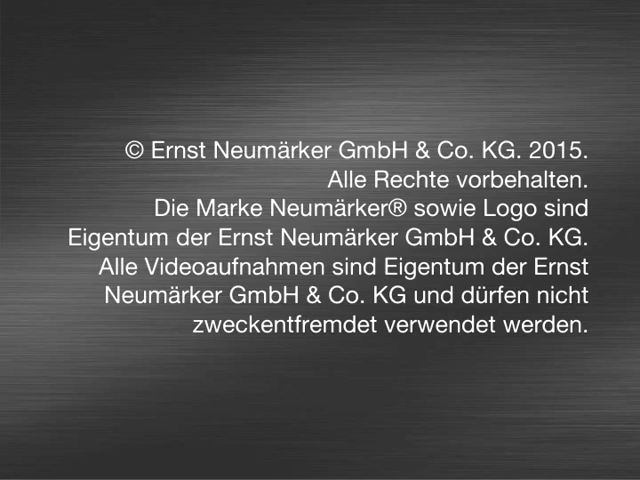 © Ernst Neumärker GmbH & Co. KG. 2015.
Alle Rechte vorbehalten.
Die Marke Neumärker® sowie Logo sind
Eigentum der Ernst Neumärker GmbH & Co. KG.
Alle Videoaufnahmen sind Eigentum der Ernst
Neumärker GmbH & Co. KG und dürfen nicht
zweckentfremdet verwendet werden.